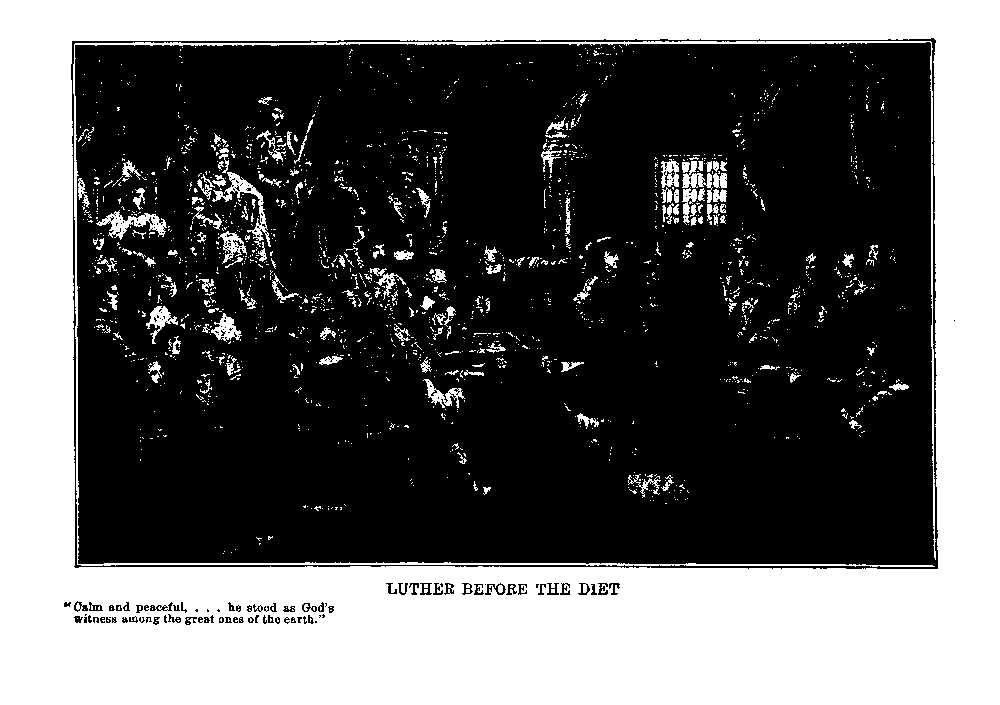 LUTHER BEFORE THE DIET
"Calm and peaceful, . . . he stood as God's
witness among the great ones of the earth."